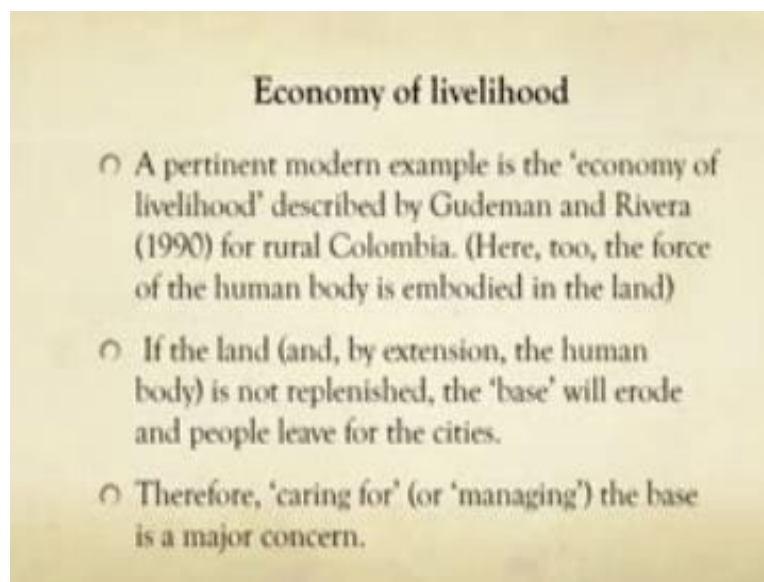 Economy of livelihood
A pertinent modern example is the 'economy of
livelihood' described by Gudeman and Rivera
(1990) for rural Colombia. (Here, too, the force
of the human body is embodied in the land)
If the land (and, by extension, the human
body) is not replenished, the 'base' will erode
and people leave for the cities.
Therefore, 'caring for' (or 'managing') the base
is a major concern.